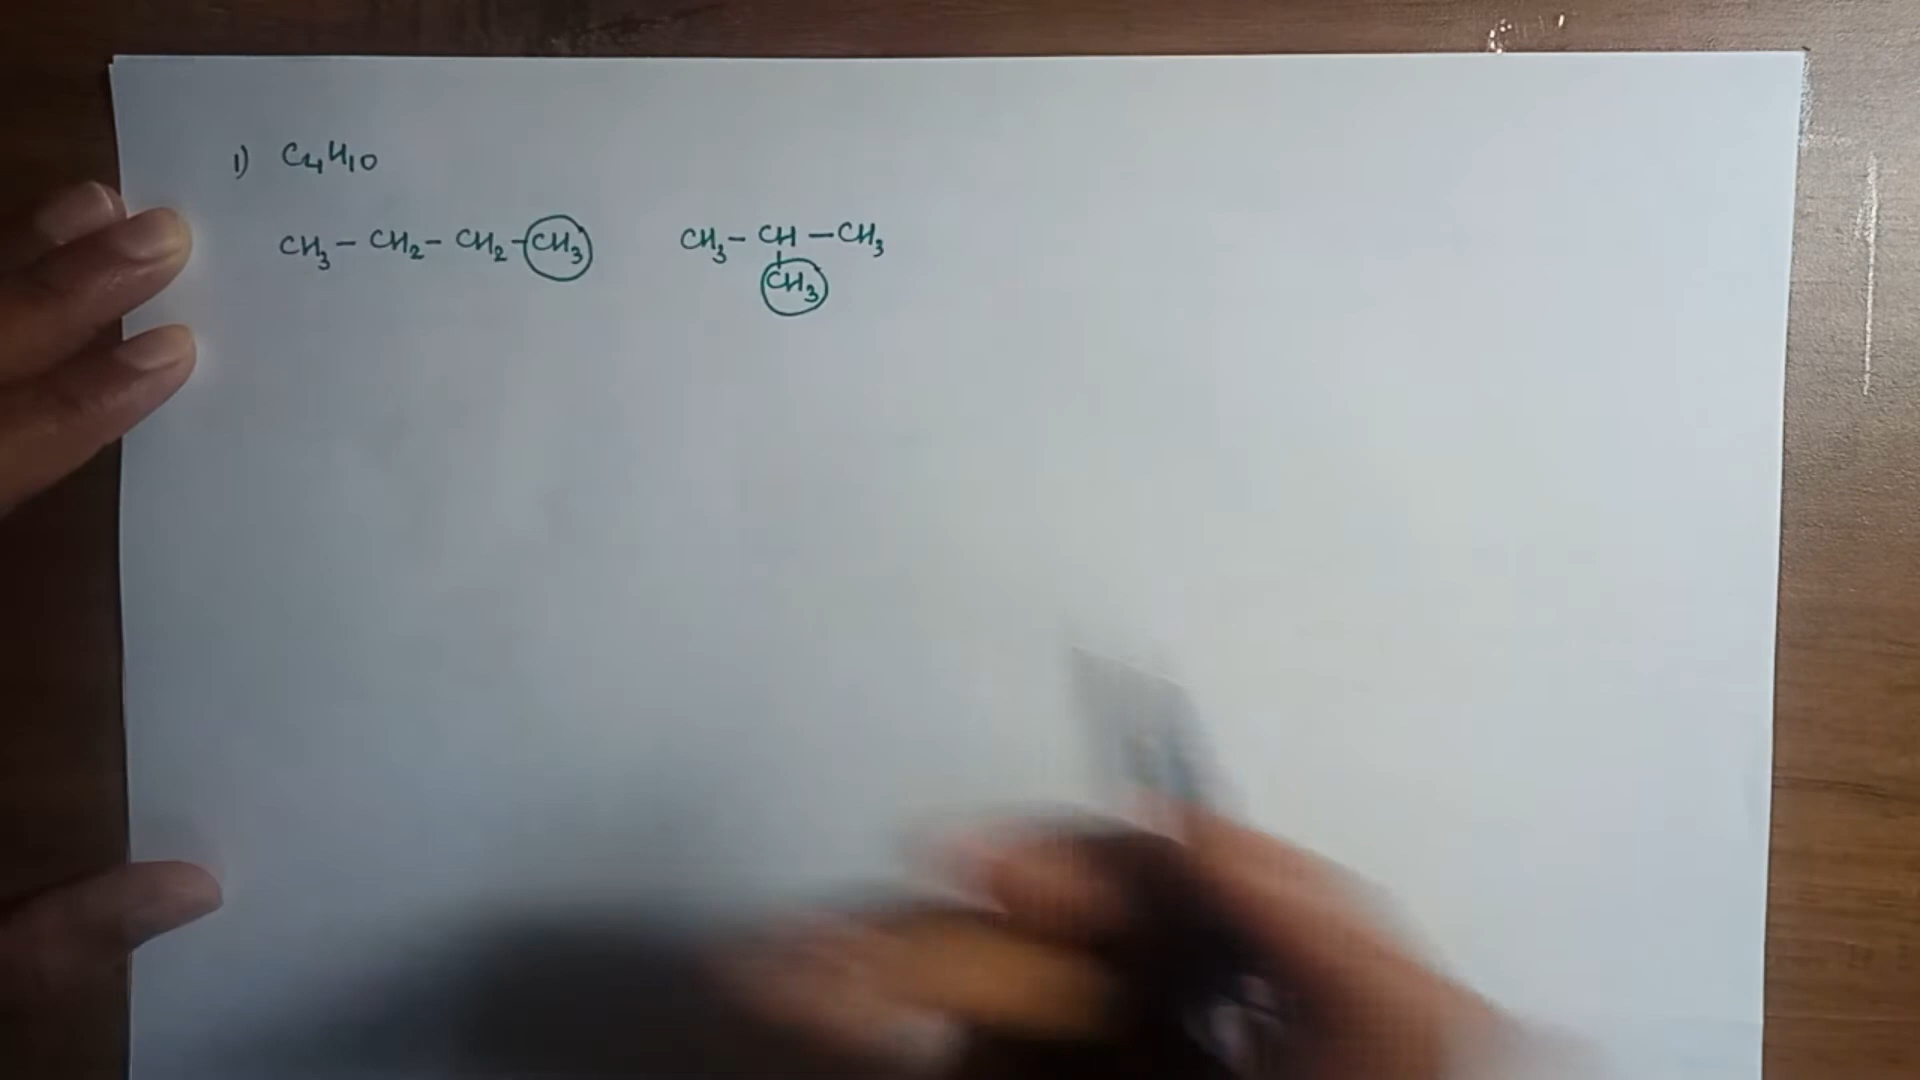 1) C4H10
CH3 - CH2 - CH2 - CH3 CH3 - CH - CH3
|
CH3